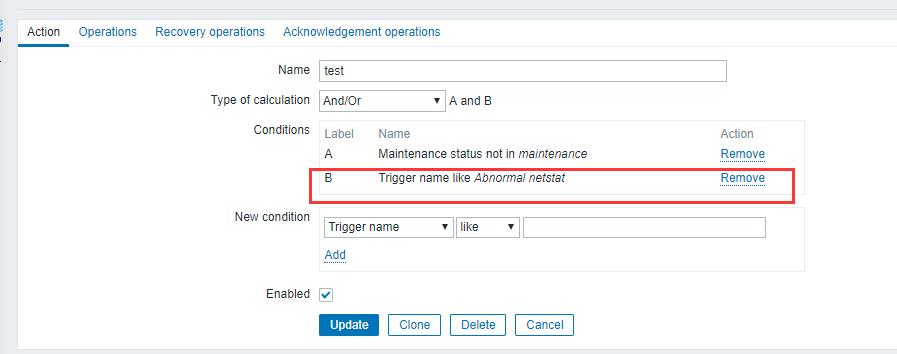 Action Operations Recovery operations Acknowledgement operations
Name test
Type of calculation And/Or A and B
Conditions Label Name Action
A Maintenance status not in maintenance Remove
B Trigger name like Abnormal netstat Remove
New condition Trigger name like
Add
Enabled
Update Clone Delete Cancel